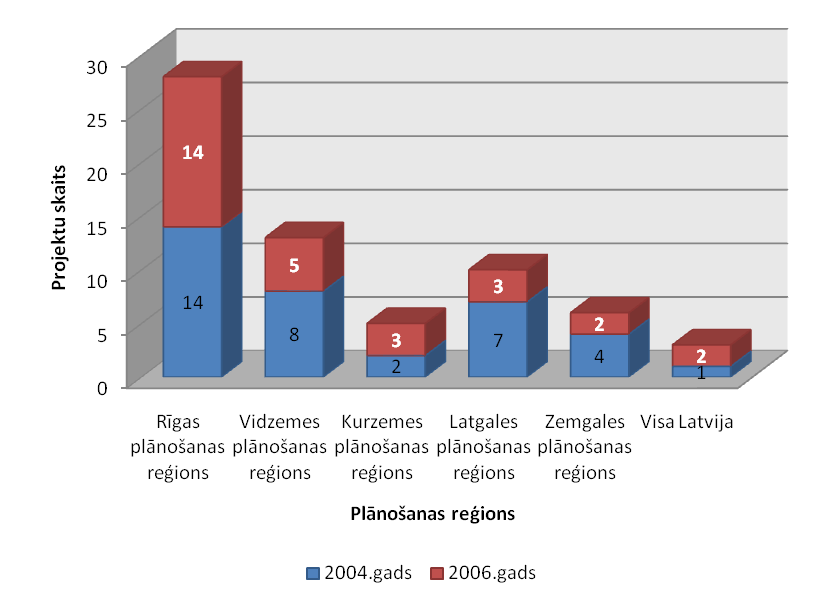 Projektu skaits
30
25
20
15
10
5
0
14
14
5
8
3
2
3
7
2
4
2
1
Rīgas plānošanas reģions
Vidzemes plānošanas reģions
Kurzemes plānošanas reģions
Latgales plānošanas reģions
Zemgales plānošanas reģions
Visa Latvija
Plānošanas reģions
2004.gads
2006.gads